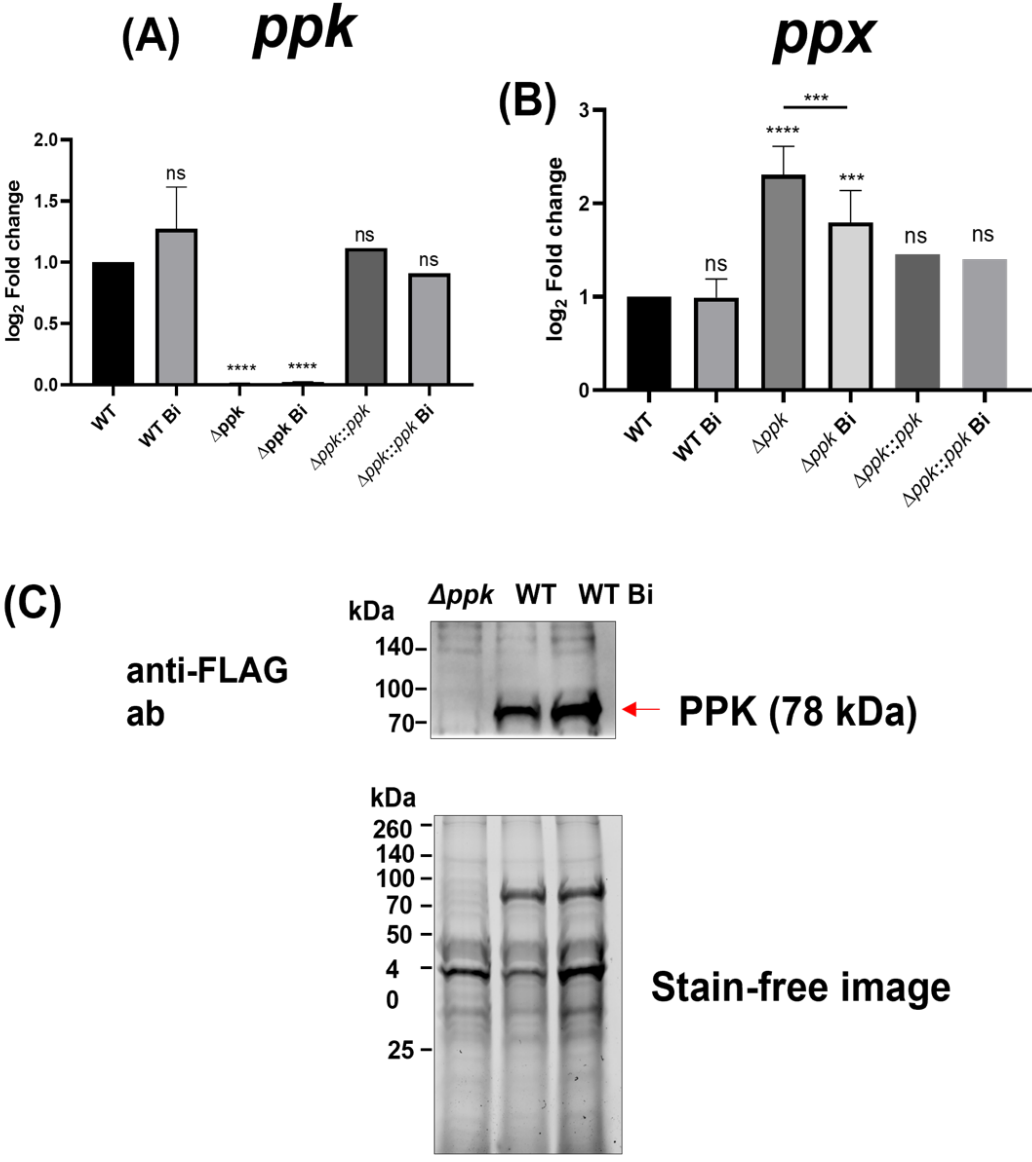 (A) ppk
log2 Fold change
2.0
1.5
1.0
0.5
0.0
ns
**** ****
ns
ns
WT
WT Bi
Δppk
Δppk Bi
Δppk::ppk
Δppk::ppk Bi
ppx
(B)
log2 Fold change
3
2
1
0
***
****
***
ns
ns
ns
WT
WT Bi
Δppk
Δppk Bi
Δppk::ppk
Δppk::ppk Bi
(C)
Δppk WT WT Bi
kDa
140
100
70
anti-FLAG
ab
PPK (78 kDa)
kDa
260
140
100
70
50
4
0
25
Stain-free image